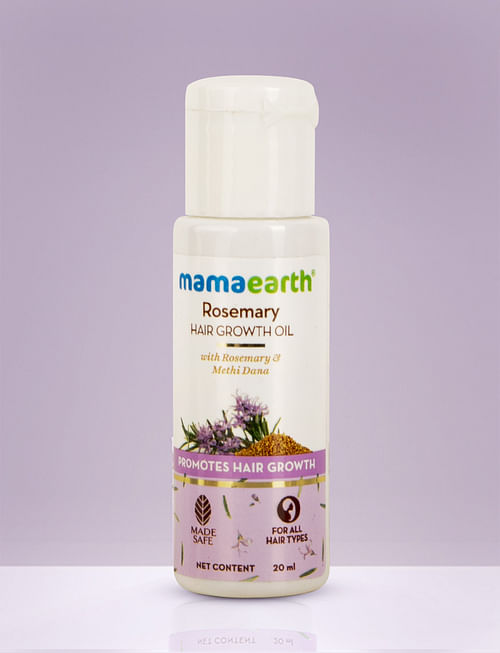 mamaearth®
Rosemary
HAIR GROWTH OIL
with Rosemary &
Methi Dana
PROMOTES HAIR GROWTH
MADE
SAFE
FOR ALL
HAIR TYPES
NET CONTENT 20 ml